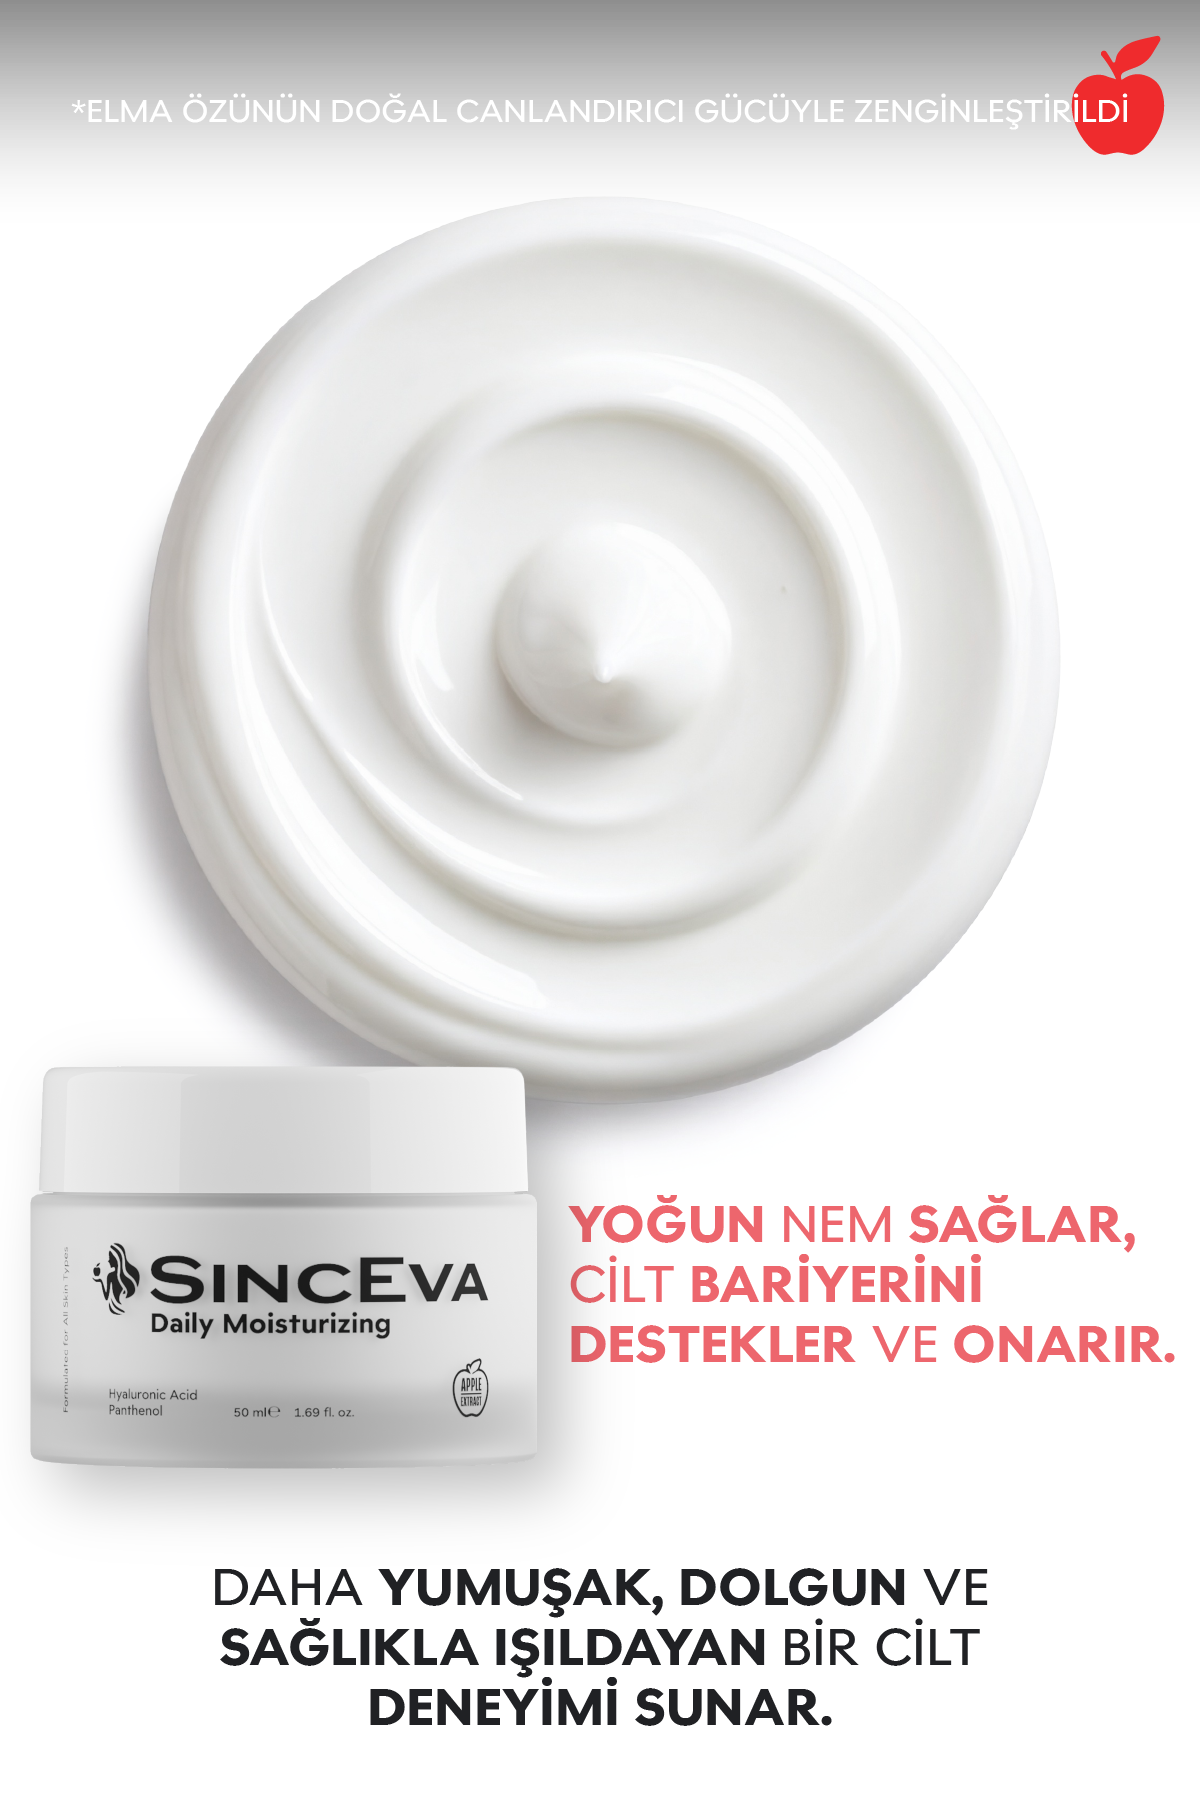 *ELMA ÖZÜNÜN DOĞAL CANLANDIRICI GÜCÜYLE ZENGİNLEŞTİRİLDİ
SINCEVA
Daily Moisturizing
Formulated for All Skin Types
Hyaluronic Acid
Panthenol
50 ml℮ 1.69 fl. oz.
APPLE
EXTRACT
YOĞUN NEM SAĞLAR,
CİLT BARİYERİNİ
DESTEKLER VE ONARIR.
DAHA YUMUŞAK, DOLGUN VE
SAĞLIKLA IŞILDAYAN BİR CİLT
DENEYİMİ SUNAR.